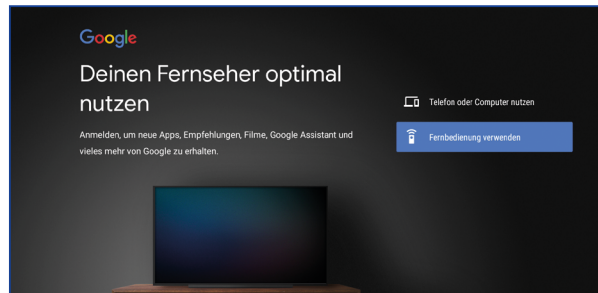 Google
Deinen Fernseher optimal
nutzen
Anmelden, um neue Apps, Empfehlungen, Filme, Google Assistant und
vieles mehr von Google zu erhalten.
Telefon oder Computer nutzen
Fernbedienung verwenden